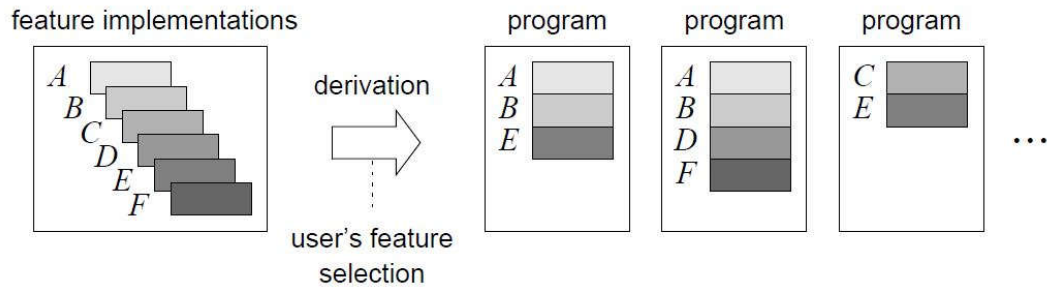 feature implementations
A
B
C
D
E
F
derivation
user's feature
selection
program
A
B
E
program
A
B
D
F
program
C
E
...